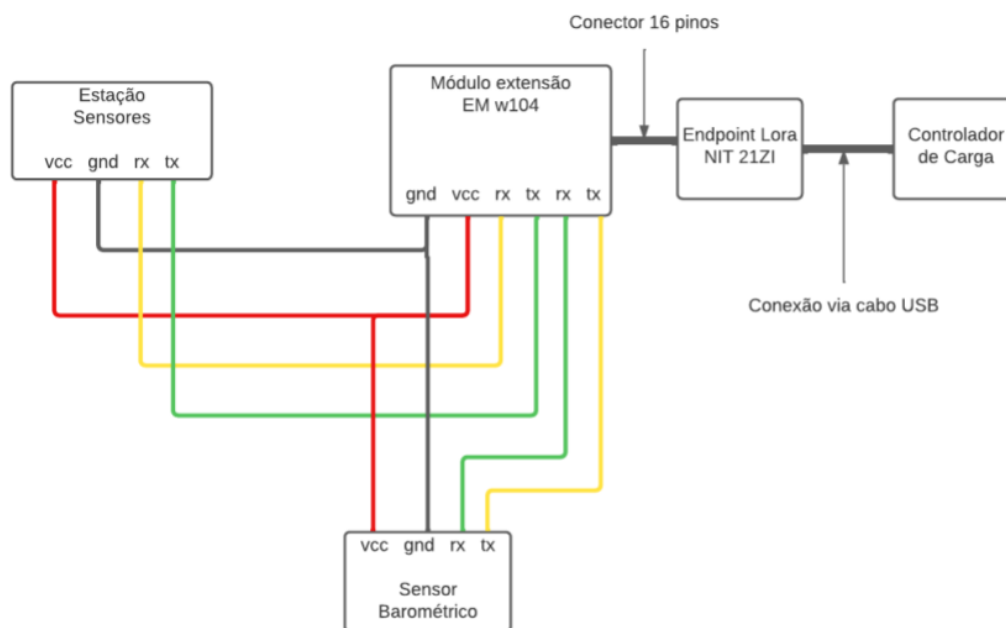 Conector 16 pinos
Estação
Sensores
vcc gnd rx tx
Módulo extensão
EM w104
gnd vcc rx tx rx tx
Endpoint Lora
NIT 21ZI
Controlador
de Carga
Conexão via cabo USB
vcc gnd rx tx
Sensor
Barométrico